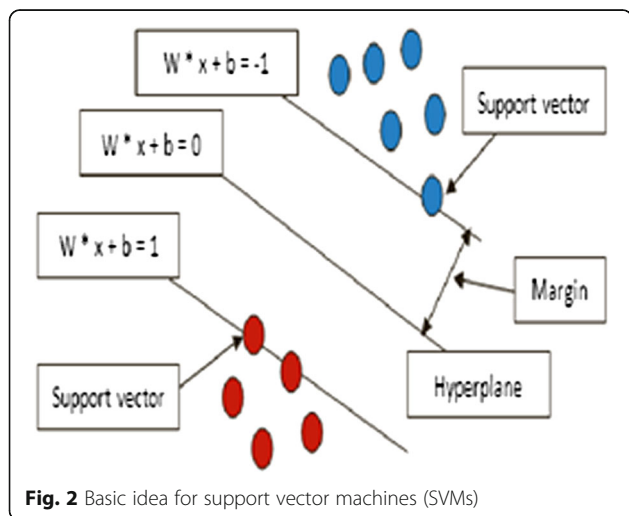 W * x + b = -1
Support vector
W * x + b = 0
W * x + b = 1
Margin
Support vector
Hyperplane
Fig. 2 Basic idea for support vector machines (SVMs)